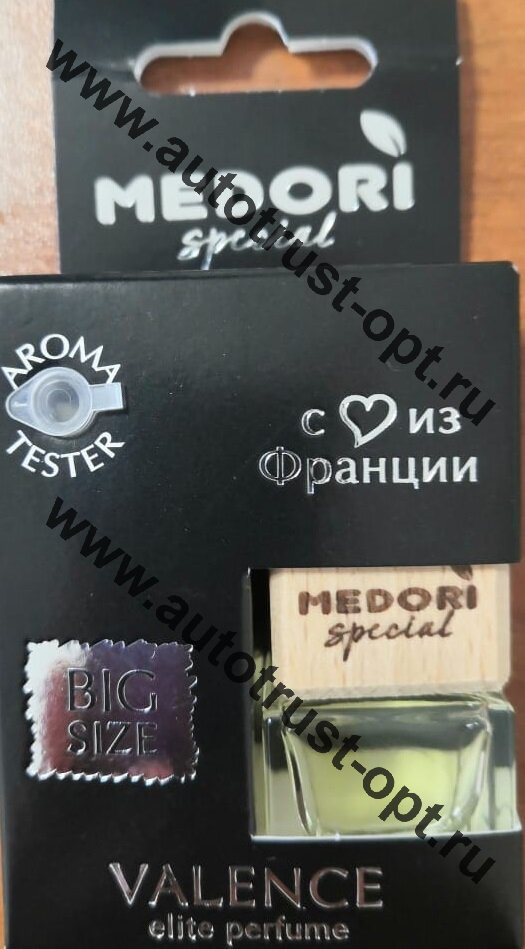 MEDORI
special
AROMA
TESTER
с из
Франции
MEDORI
special
BIG
SIZE
VALENCE
elite perfume
www.autotrust-opt.ru
www.autotrust-opt.ru